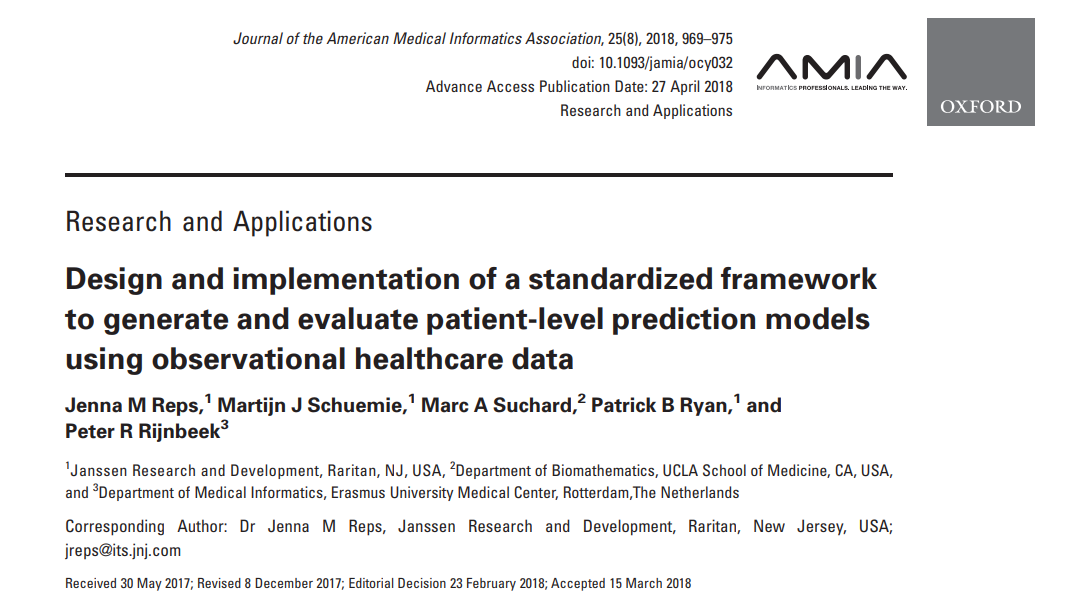 Journal of the American Medical Informatics Association, 25(8), 2018, 969–975
doi: 10.1093/jamia/ocy032
Advance Access Publication Date: 27 April 2018
Research and Applications
AMIA
INFORMATICS PROFESSIONALS. LEADING THE WAY.
OXFORD
Research and Applications
Design and implementation of a standardized framework
to generate and evaluate patient-level prediction models
using observational healthcare data
Jenna M Reps,1 Martijn J Schuemie,1 Marc A Suchard,2 Patrick B Ryan,1 and
Peter R Rijnbeek3
1Janssen Research and Development, Raritan, NJ, USA, 2Department of Biomathematics, UCLA School of Medicine, CA, USA,
and 3Department of Medical Informatics, Erasmus University Medical Center, Rotterdam,The Netherlands
Corresponding Author: Dr Jenna M Reps, Janssen Research and Development, Raritan, New Jersey, USA;
jreps@its.jnj.com
Received 30 May 2017; Revised 8 December 2017; Editorial Decision 23 February 2018; Accepted 15 March 2018